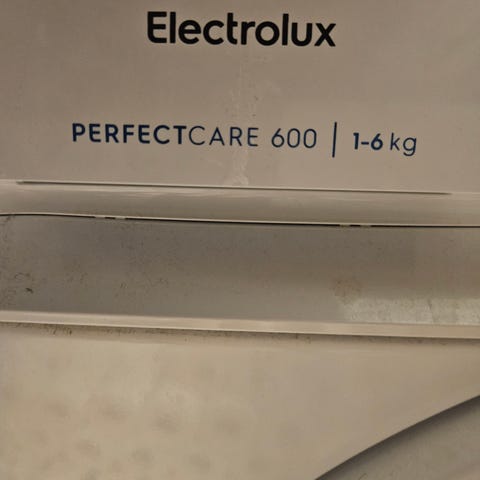 Electrolux
PERFECTCARE 600 | 1-6 kg